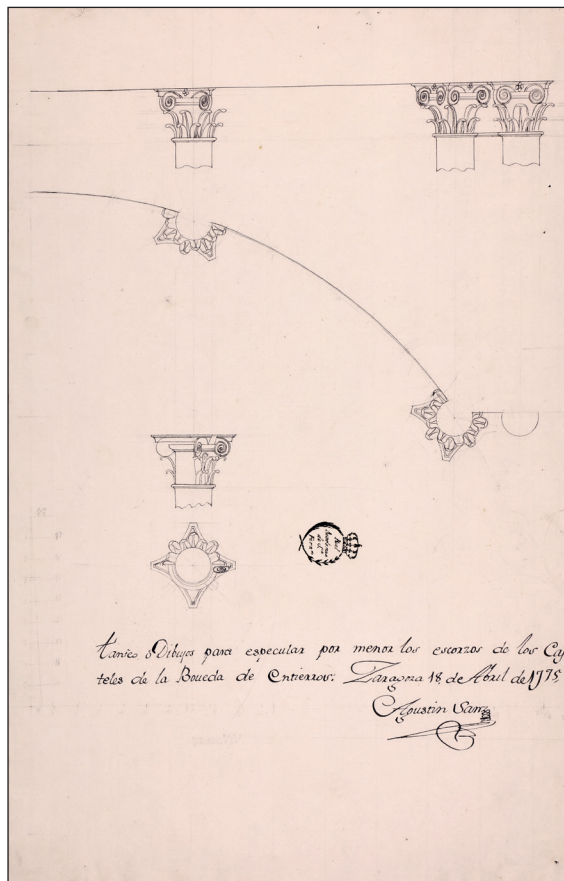 tanteo, ô Dibujos para especular por menor los escorzos de los Cap
teles de la Boueda de Entierros. Zaragoza 18, de Abril de 1775,
Agustin Sanz